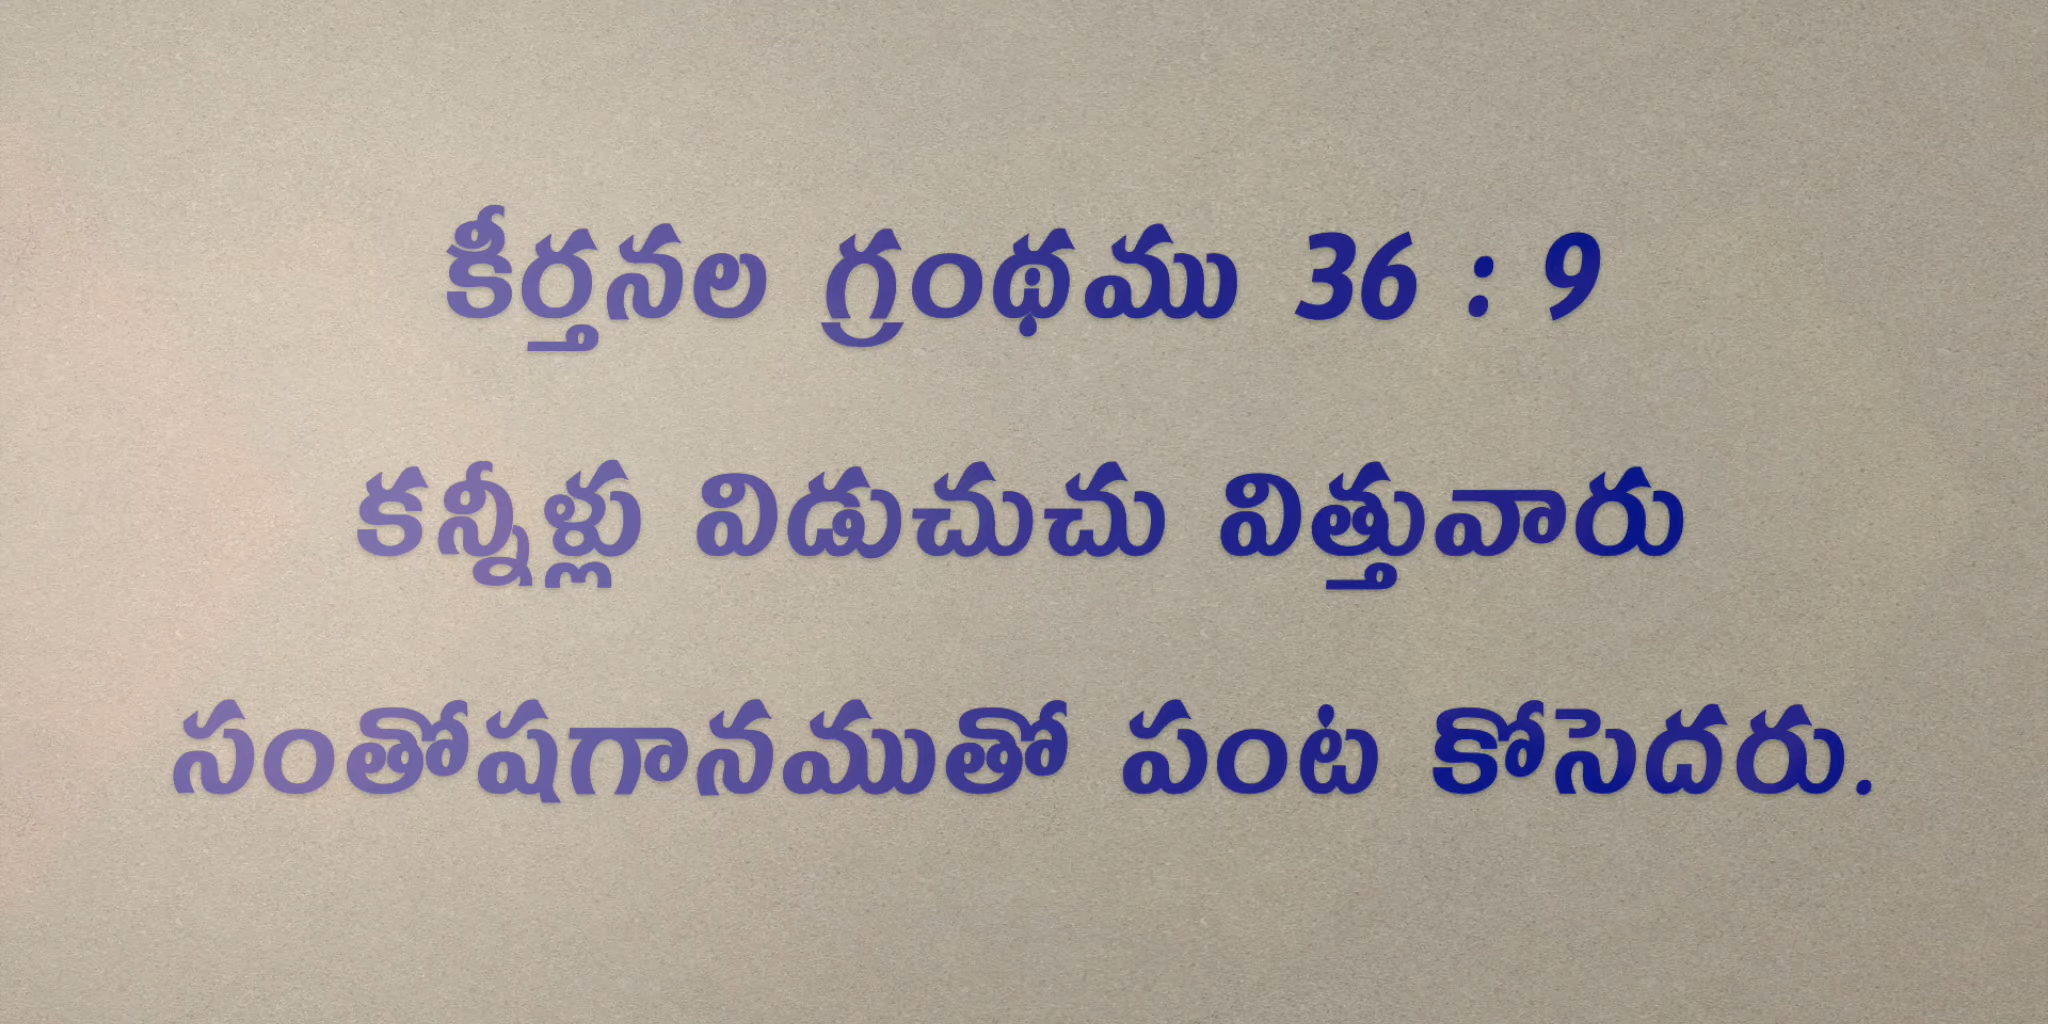 కీర్తనల గ్రంథము 36 : 9
కన్నీళ్లు విడుచుచు విత్తువారు
సంతోషగానముతో పంట కోసెదరు.